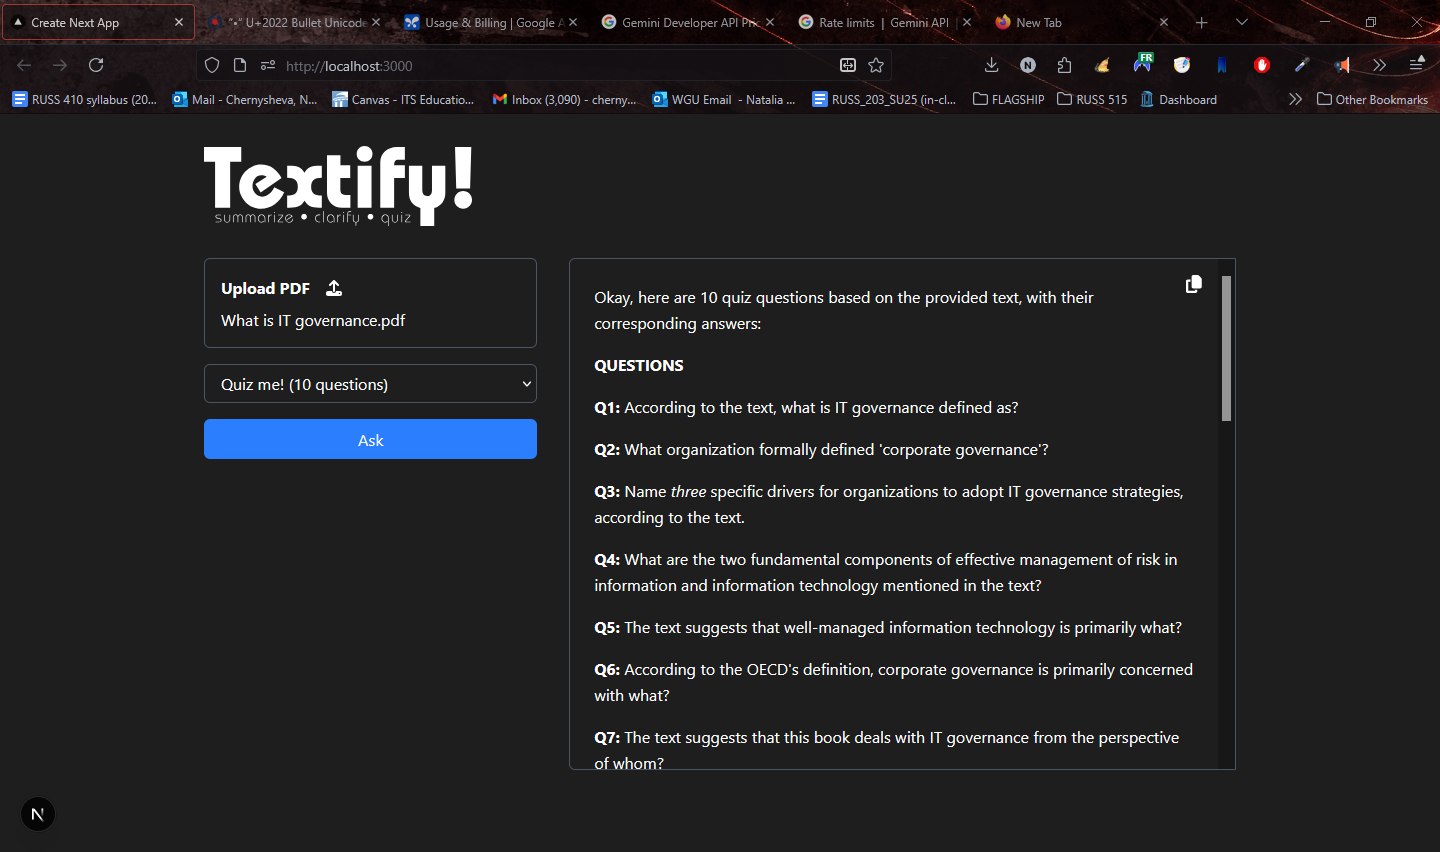 Create Next App
"•" U+2022 Bullet Unicode
Usage & Billing | Google A
Gemini Developer API Pric
Rate limits | Gemini API
New Tab
http://localhost:3000
FR
N
RUSS 410 syllabus (20...
Mail - Chernysheva, N...
Canvas - ITS Educatio...
Inbox (3,090) - cherny...
WGU Email - Natalia ...
RUSS_203_SU25 (in-cl...
FLAGSHIP
RUSS 515
Dashboard
Other Bookmarks
Textify!
summarize • clarify • quiz
Upload PDF
What is IT governance.pdf
Quiz me! (10 questions)
Ask
Okay, here are 10 quiz questions based on the provided text, with their
corresponding answers:
QUESTIONS
Q1: According to the text, what is IT governance defined as?
Q2: What organization formally defined 'corporate governance'?
Q3: Name three specific drivers for organizations to adopt IT governance strategies,
according to the text.
Q4: What are the two fundamental components of effective management of risk in
information and information technology mentioned in the text?
Q5: The text suggests that well-managed information technology is primarily what?
Q6: According to the OECD's definition, corporate governance is primarily concerned
with what?
Q7: The text suggests that this book deals with IT governance from the perspective
of whom?
N